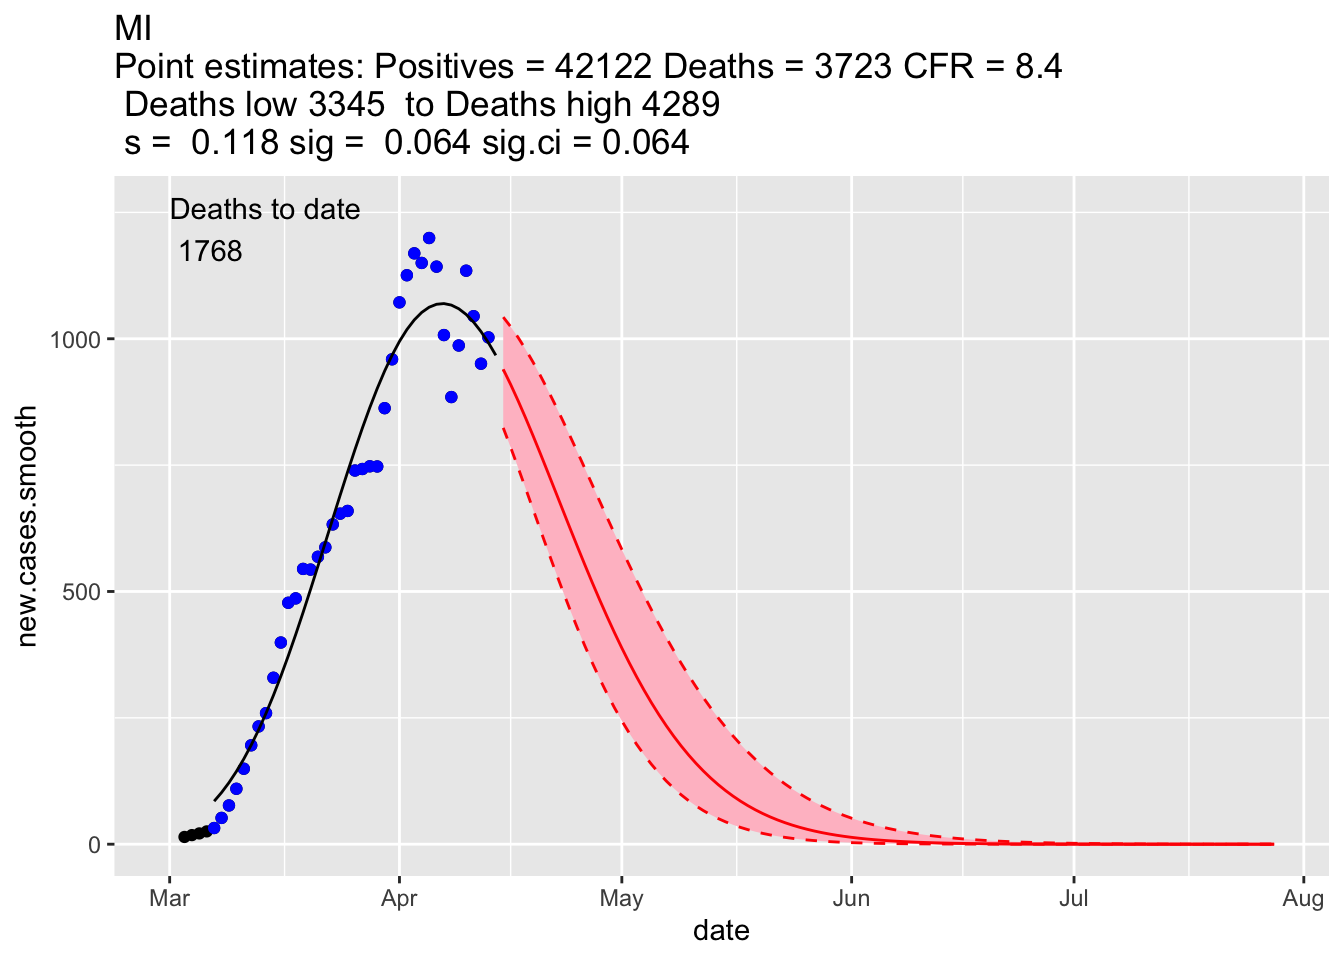 MI
Point estimates: Positives = 42122 Deaths = 3723 CFR = 8.4
Deaths low 3345  to Deaths high 4289
s =  0.118 sig =  0.064 sig.ci = 0.064
Deaths to date
1768
new.cases.smooth
1000
500
0
Mar
Apr
May
Jun
Jul
Aug
date